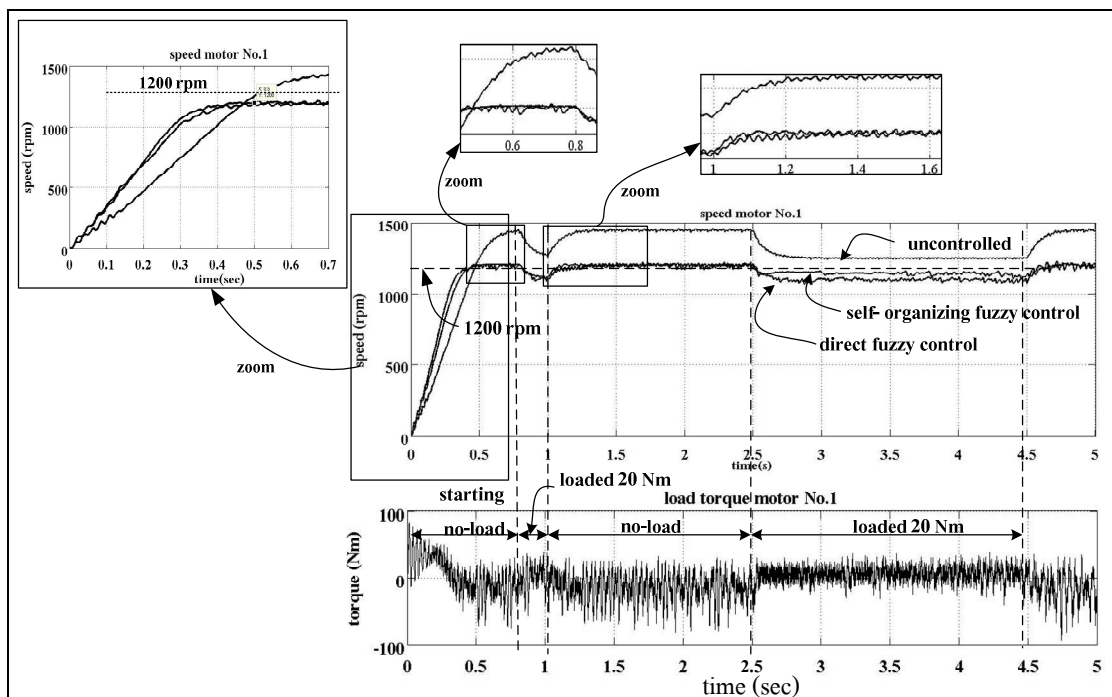 speed motor No.1
1200 rpm
1500
1000
500
0
speed (rpm)
0 0.1 0.2 0.3 0.4 0.5 0.6 0.7
time(sec)
0.6 0.8
1 1.2 1.4 1.6
zoom
zoom
zoom
speed motor No.1
1500
1000
500
0
speed (rpm)
uncontrolled
self- organizing fuzzy control
direct fuzzy control
1200 rpm
0 0.5 1 1.5 2 2.5 3 3.5 4 4.5 5
time(s)
starting
loaded 20 Nm
load torque motor No.1
no-load
no-load
loaded 20 Nm
100
0
-100
torque (Nm)
0 0.5 1 1.5 2 2.5 3 3.5 4 4.5 5
time (sec)